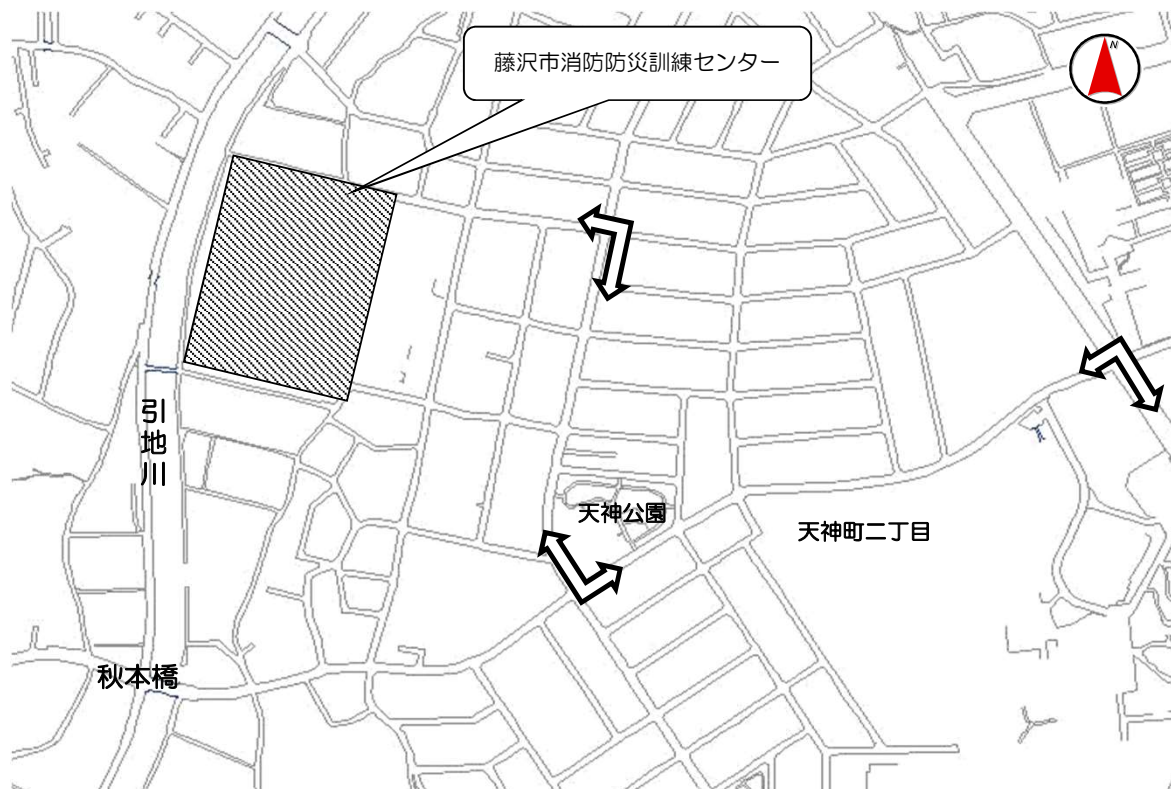 藤沢市消防防災訓練センター
N
引地川
天神公園
天神町二丁目
秋本橋